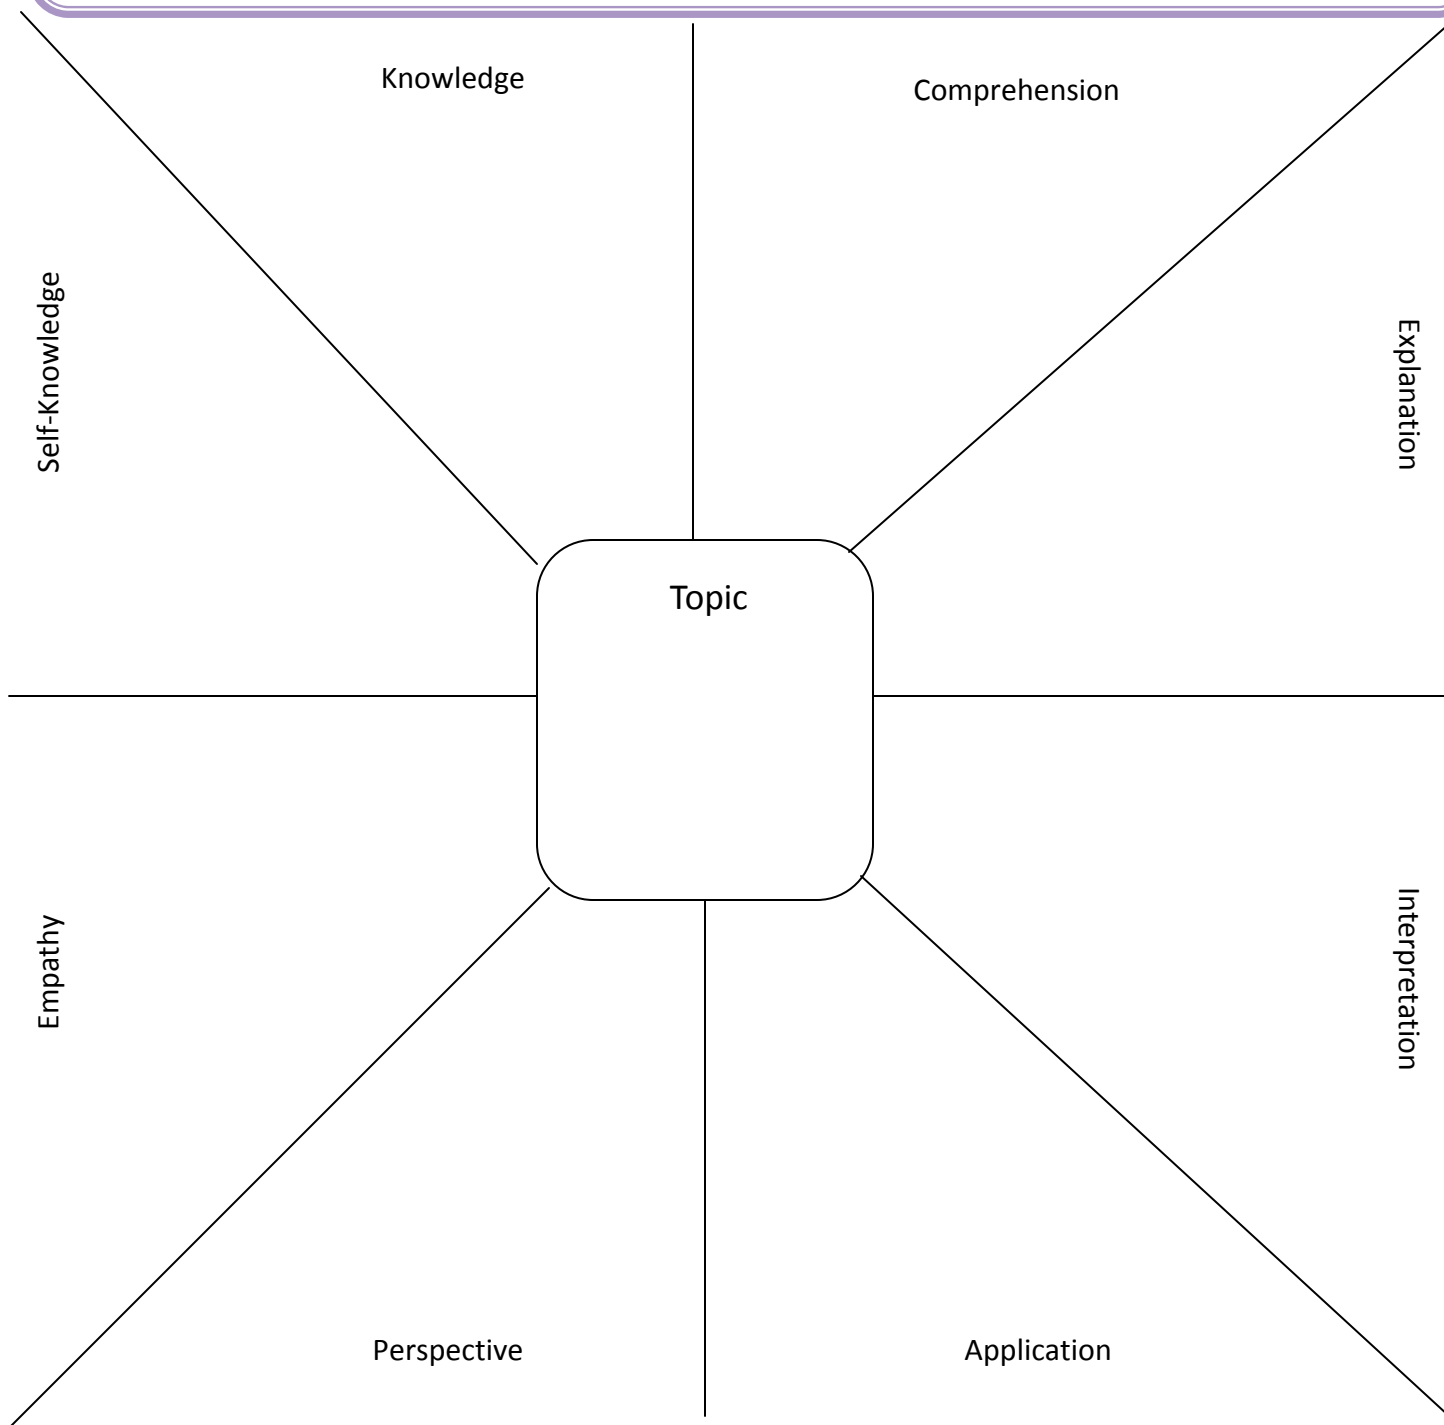 Knowledge
Comprehension
Self-Knowledge
Explanation
Topic
Empathy
Interpretation
Perspective
Application